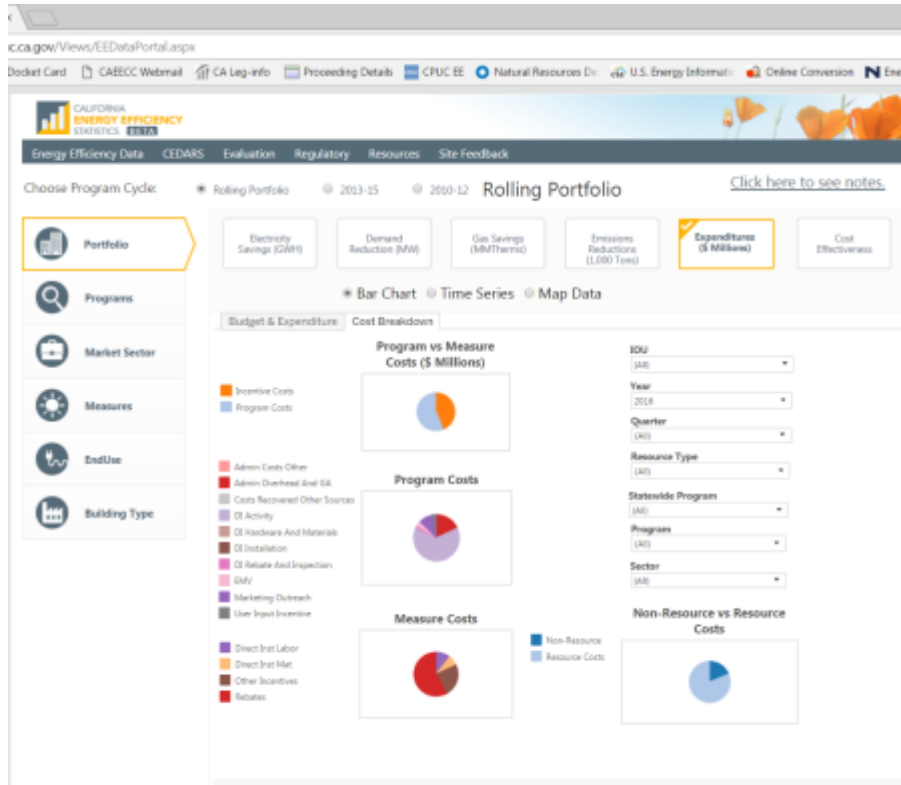 c.ca.gov/Views/EEDataPortal.aspx
Docket Card CAEECC Webmail CA Leg-info Proceeding Details CPUC EE Natural Resources De U.S. Energy Informati Online Conversion Ene
CALIFORNIA
ENERGY EFFICIENCY
STATISTICS BETA
Energy Efficiency Data CEDARS Evaluation Regulatory Resources Site Feedback
Choose Program Cycle: Rolling Portfolio 2013-15 2010-12 Rolling Portfolio Click here to see notes.
Portfolio
Programs
Market Sector
Measures
EndUse
Building Type
Electricity
Savings (GWH)
Demand
Reduction (MW)
Gas Savings
(MMTherms)
Emissions
Reductions
(1,000 Tons)
Expenditures
($ Millions)
Cost
Effectiveness
Bar Chart Time Series Map Data
Budget & Expenditure Cost Breakdown
Program vs Measure
Costs ($ Millions)
Incentive Costs
Program Costs
Admin Costs Other
Admin Overhead And GA
Costs Recovered Other Sources
DI Activity
DI Hardware And Materials
DI Installation
DI Rebate And Inspection
EMV
Marketing Outreach
User Input Incentive
Program Costs
Measure Costs
Direct Inst Labor
Direct Inst Mat
Other Incentives
Rebates
IOU
(All)
Year
2016
Quarter
(All)
Resource Type
(All)
Statewide Program
(All)
Program
(All)
Sector
(All)
Non-Resource vs Resource
Costs
Non-Resource
Resource Costs